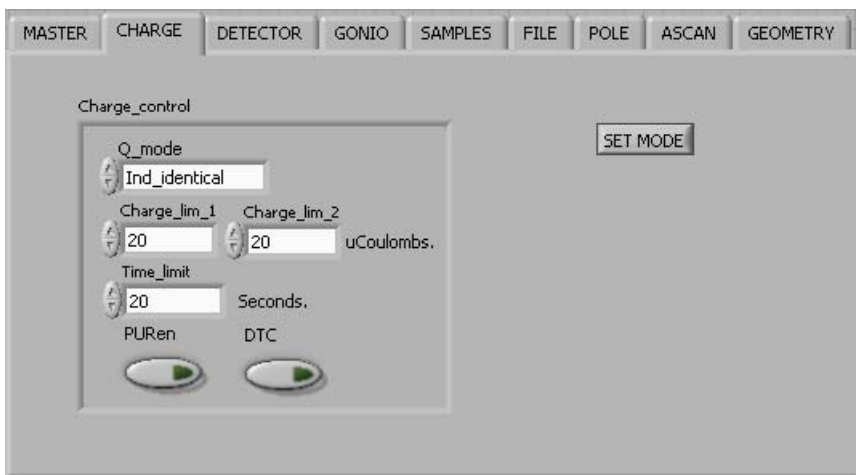 MASTER CHARGE DETECTOR GONIO SAMPLES FILE POLE ASCAN GEOMETRY
Charge_control
SET MODE
Q_mode
Ind_identical
Charge_lim_1 Charge_lim_2
20 20 uCoulombs.
Time_limit
20 Seconds.
PURen DTC